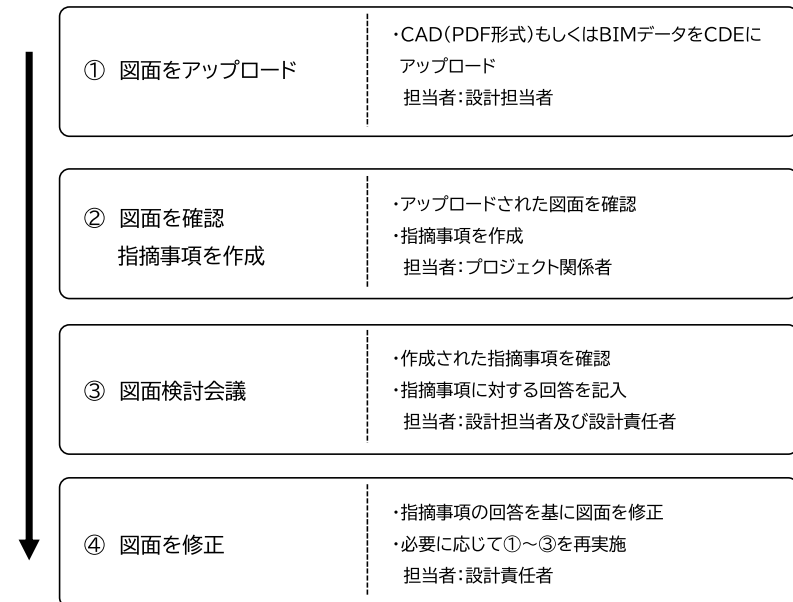 ① 図面をアップロード
・CAD(PDF形式)もしくはBIMデータをCDEに
アップロード
担当者：設計担当者
② 図面を確認
指摘事項を作成
・アップロードされた図面を確認
・指摘事項を作成
担当者：プロジェクト関係者
③ 図面検討会議
・作成された指摘事項を確認
・指摘事項に対する回答を記入
担当者：設計担当者及び設計責任者
④ 図面を修正
・指摘事項の回答を基に図面を修正
・必要に応じて①～③を再実施
担当者：設計責任者